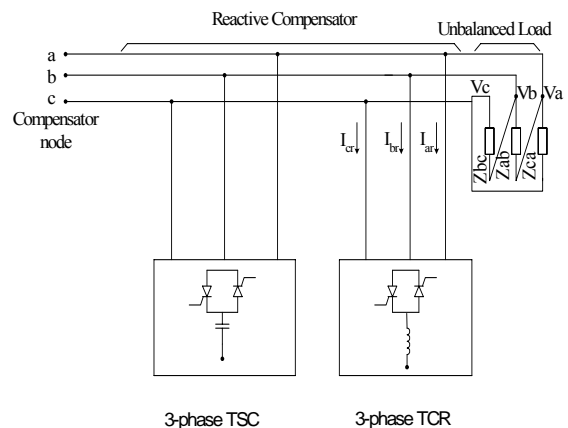 Reactive Compensator
Unbalanced Load
a
b
c
Compensator
node
Vc
Vb
Va
Icr
Ibr
Iar
Zbc
Zab
Zca
3-phase TSC
3-phase TCR